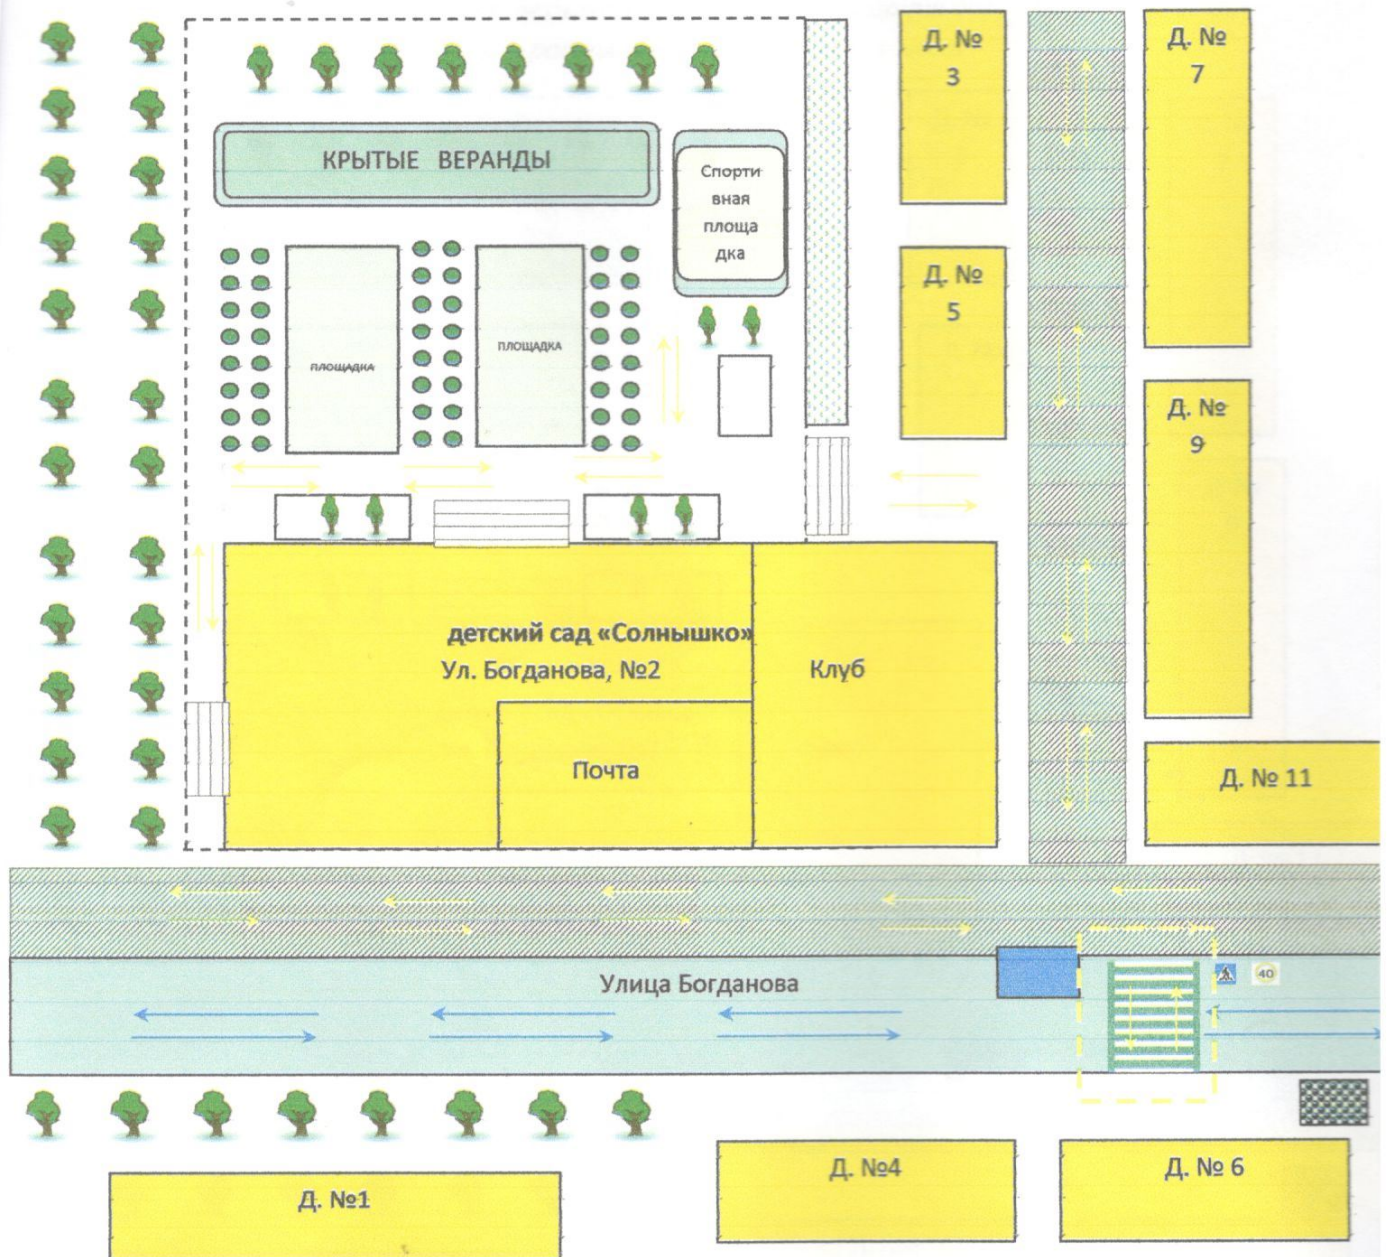 Д. №
3
Д. №
7
КРЫТЫЕ ВЕРАНДЫ
Спорти
вная
площа
дка
Д. №
5
ПЛОЩАДКА
ПЛОЩАДКА
Д. №
9
детский сад «Солнышко»
Ул. Богданова, №2
Клуб
Почта
Д. № 11
Улица Богданова
40
Д. №4
Д. № 6
Д. №1